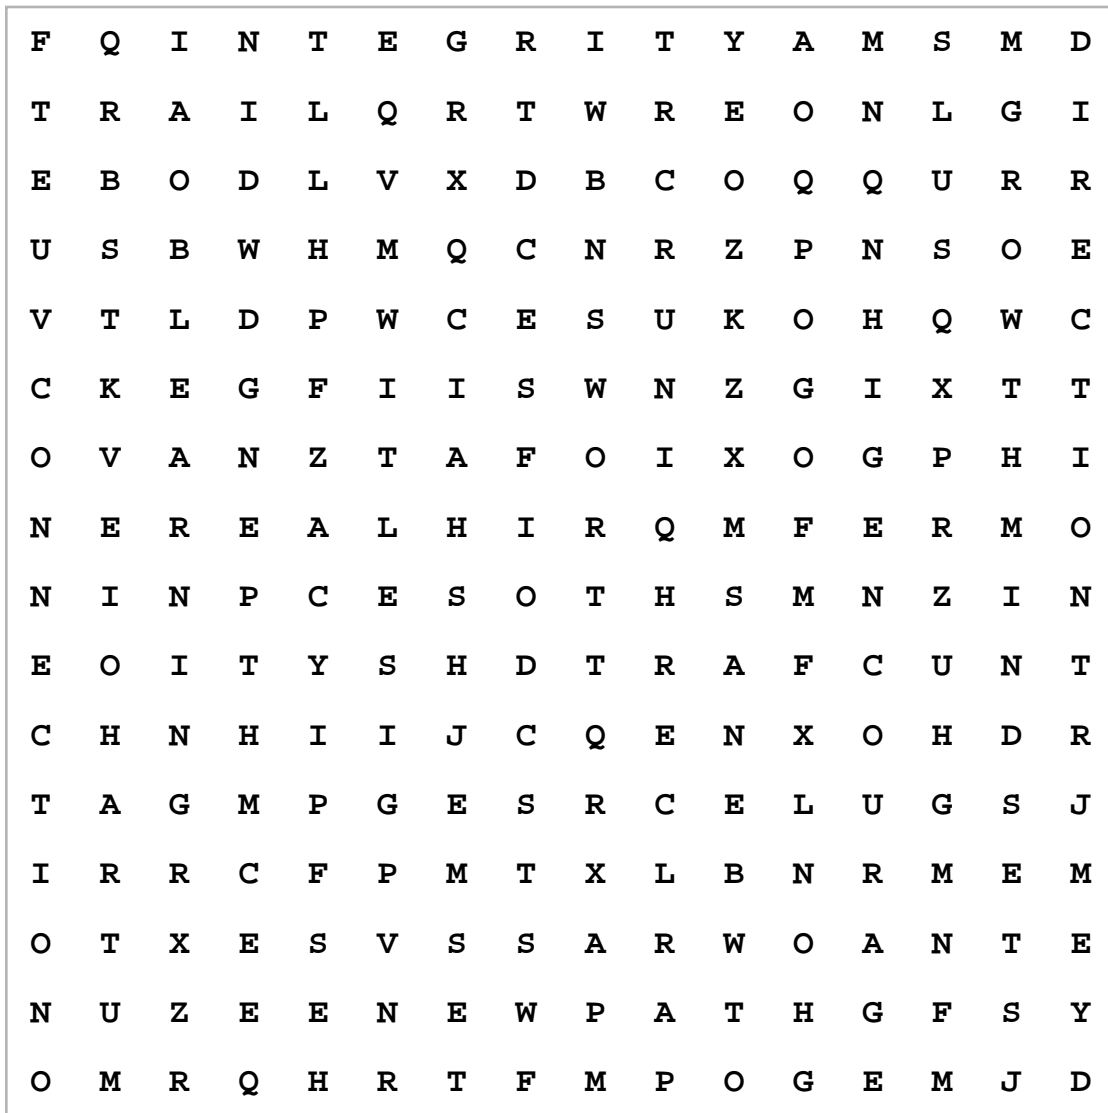 F Q I N T E G R I T Y A M S M D
T R A I L Q R T W R E O N L G I
E B O D L V X D B C O Q Q U R R
U S B W H M Q C N R Z P N S O E
V T L D P W C E S U K O H Q W C
C K E G F I I S W N Z G I X T T
O V A N Z T A F O I X O G P H I
N E R E A L H I R Q M F E R M O
N I N P C E S O T H S M N Z I N
E O I T Y S H D T R A F C U N T
C H N H I I J C Q E N X O H D R
T A G M P G E S R C E L U G S J
I R R C F P M T X L B N R M E M
O T X E S V S S A R W O A N T E
N U Z E E N E W P A T H G F S Y
O M R Q H R T F M P O G E M J D